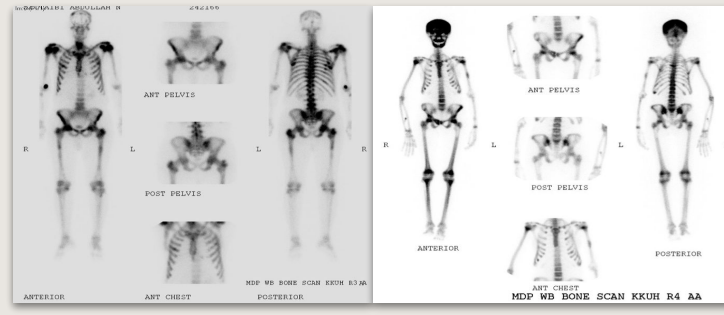 242166
ANT PELVIS
R
L
L
R
POST PELVIS
MDP WB BONE SCAN KKUH R3 AA
ANTERIOR
ANT CHEST
POSTERIOR
ANT PELVIS
R
L
L
POST PELVIS
ANTERIOR
POSTERIOR
ANT CHEST
MDP WB BONE SCAN KKUH R4 AA